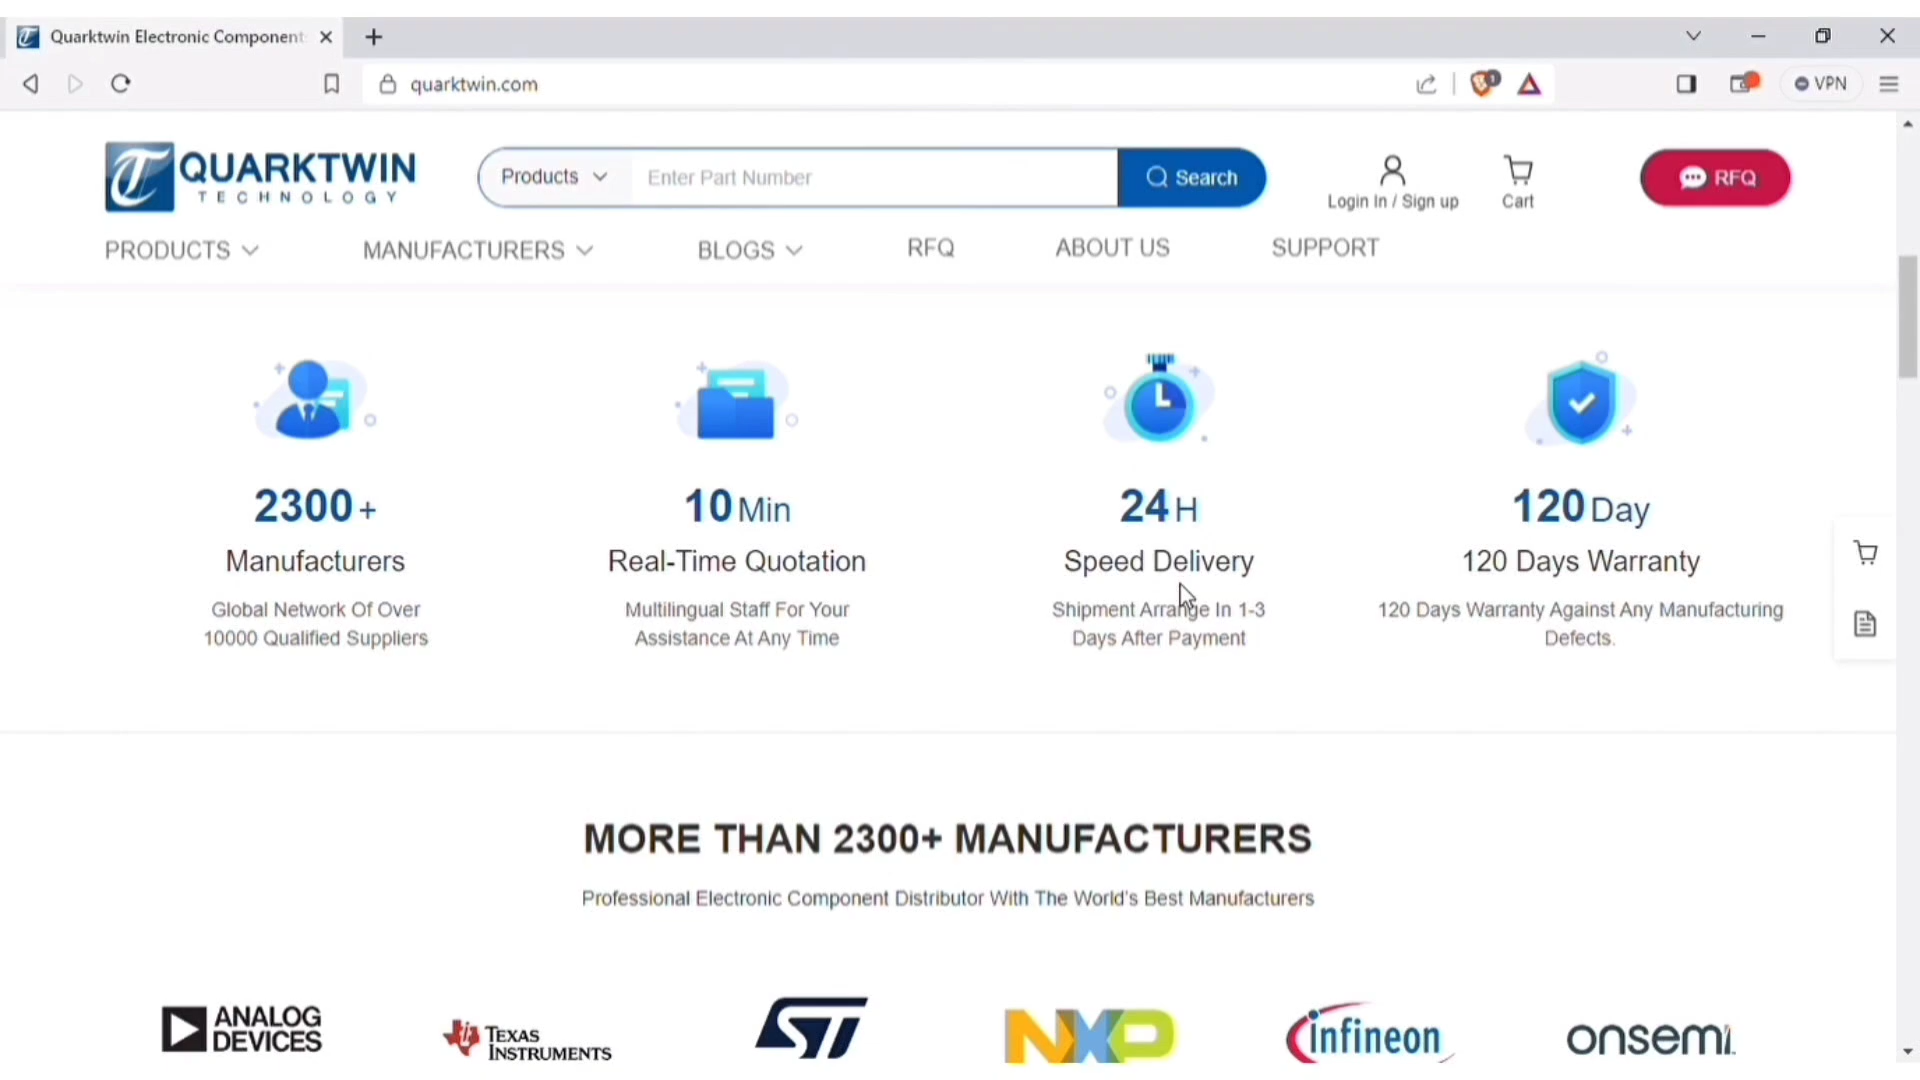 Quarktwin Electronic Component
quarktwin.com
VPN
QUARKTWIN
TECHNOLOGY
Products
Enter Part Number
Search
Login In / Sign up
Cart
RFQ
PRODUCTS
MANUFACTURERS
BLOGS
RFQ
ABOUT US
SUPPORT
2300+
Manufacturers
Global Network Of Over
10000 Qualified Suppliers
10 Min
Real-Time Quotation
Multilingual Staff For Your
Assistance At Any Time
24 H
Speed Delivery
Shipment Arrange In 1-3
Days After Payment
120 Day
120 Days Warranty
120 Days Warranty Against Any Manufacturing
Defects.
MORE THAN 2300+ MANUFACTURERS
Professional Electronic Component Distributor With The World's Best Manufacturers
ANALOG
DEVICES
TEXAS
INSTRUMENTS
ST
NXP
infineon
onsemi